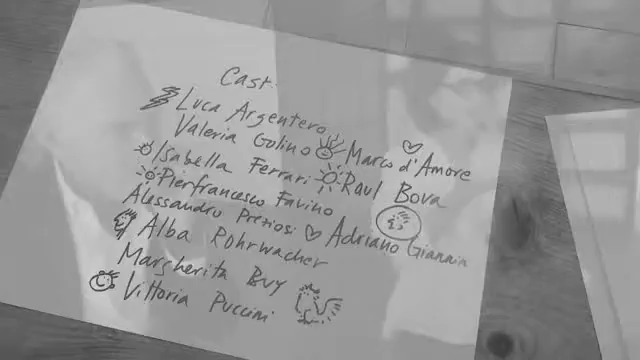 Cast:
Luca Argentero
Valeria Golino Marco d'Amore
Isabella Ferrari Raul Bova
Pierfrancesco Favino
Alessandro Preziosi Adriano Giannini
Alba Rohrwacher
Margherita Buy
Vittoria Puccini